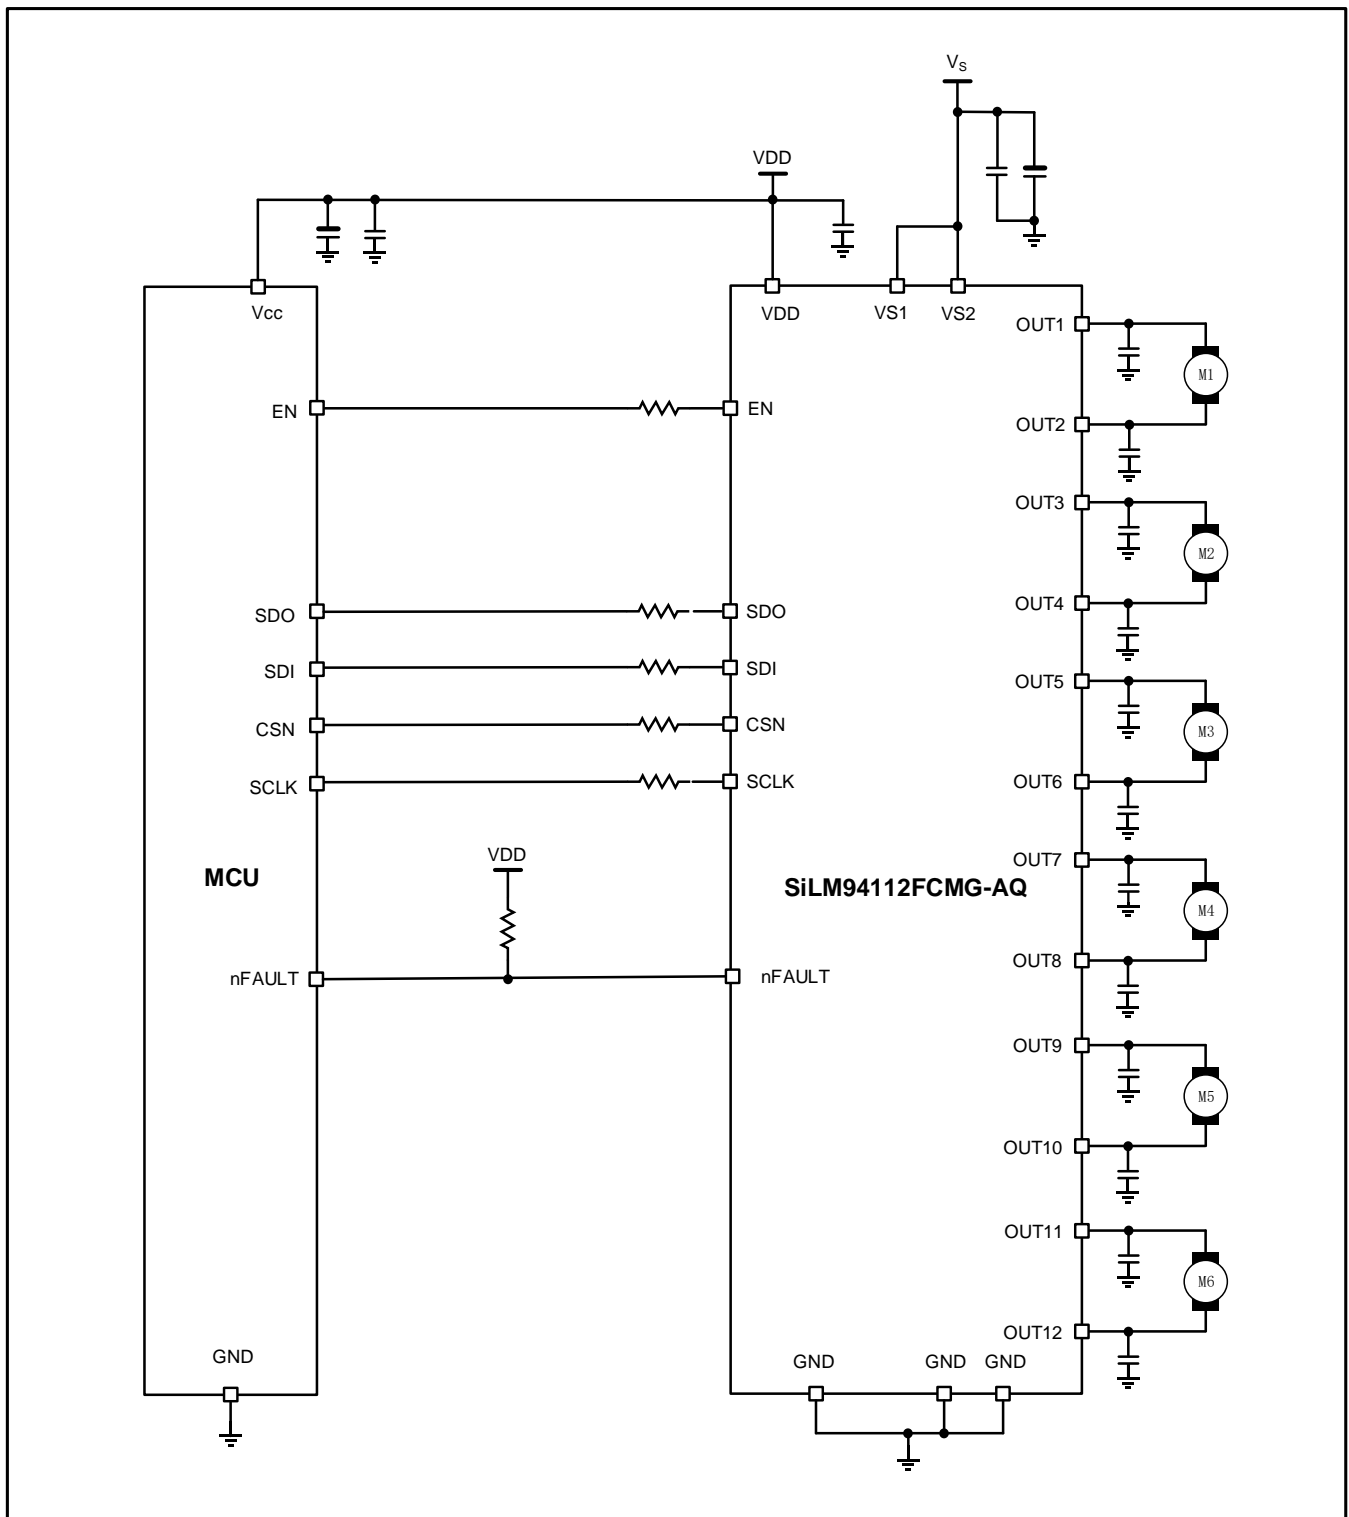 VS
VDD
Vcc
VDD
VS1
VS2
OUT1
M1
EN
EN
OUT2
OUT3
M2
SDO
SDO
OUT4
SDI
SDI
OUT5
CSN
CSN
M3
SCLK
SCLK
OUT6
VDD
OUT7
MCU
SiLM94112FCMG-AQ
M4
nFAULT
nFAULT
OUT8
OUT9
M5
OUT10
OUT11
M6
OUT12
GND
GND
GND
GND